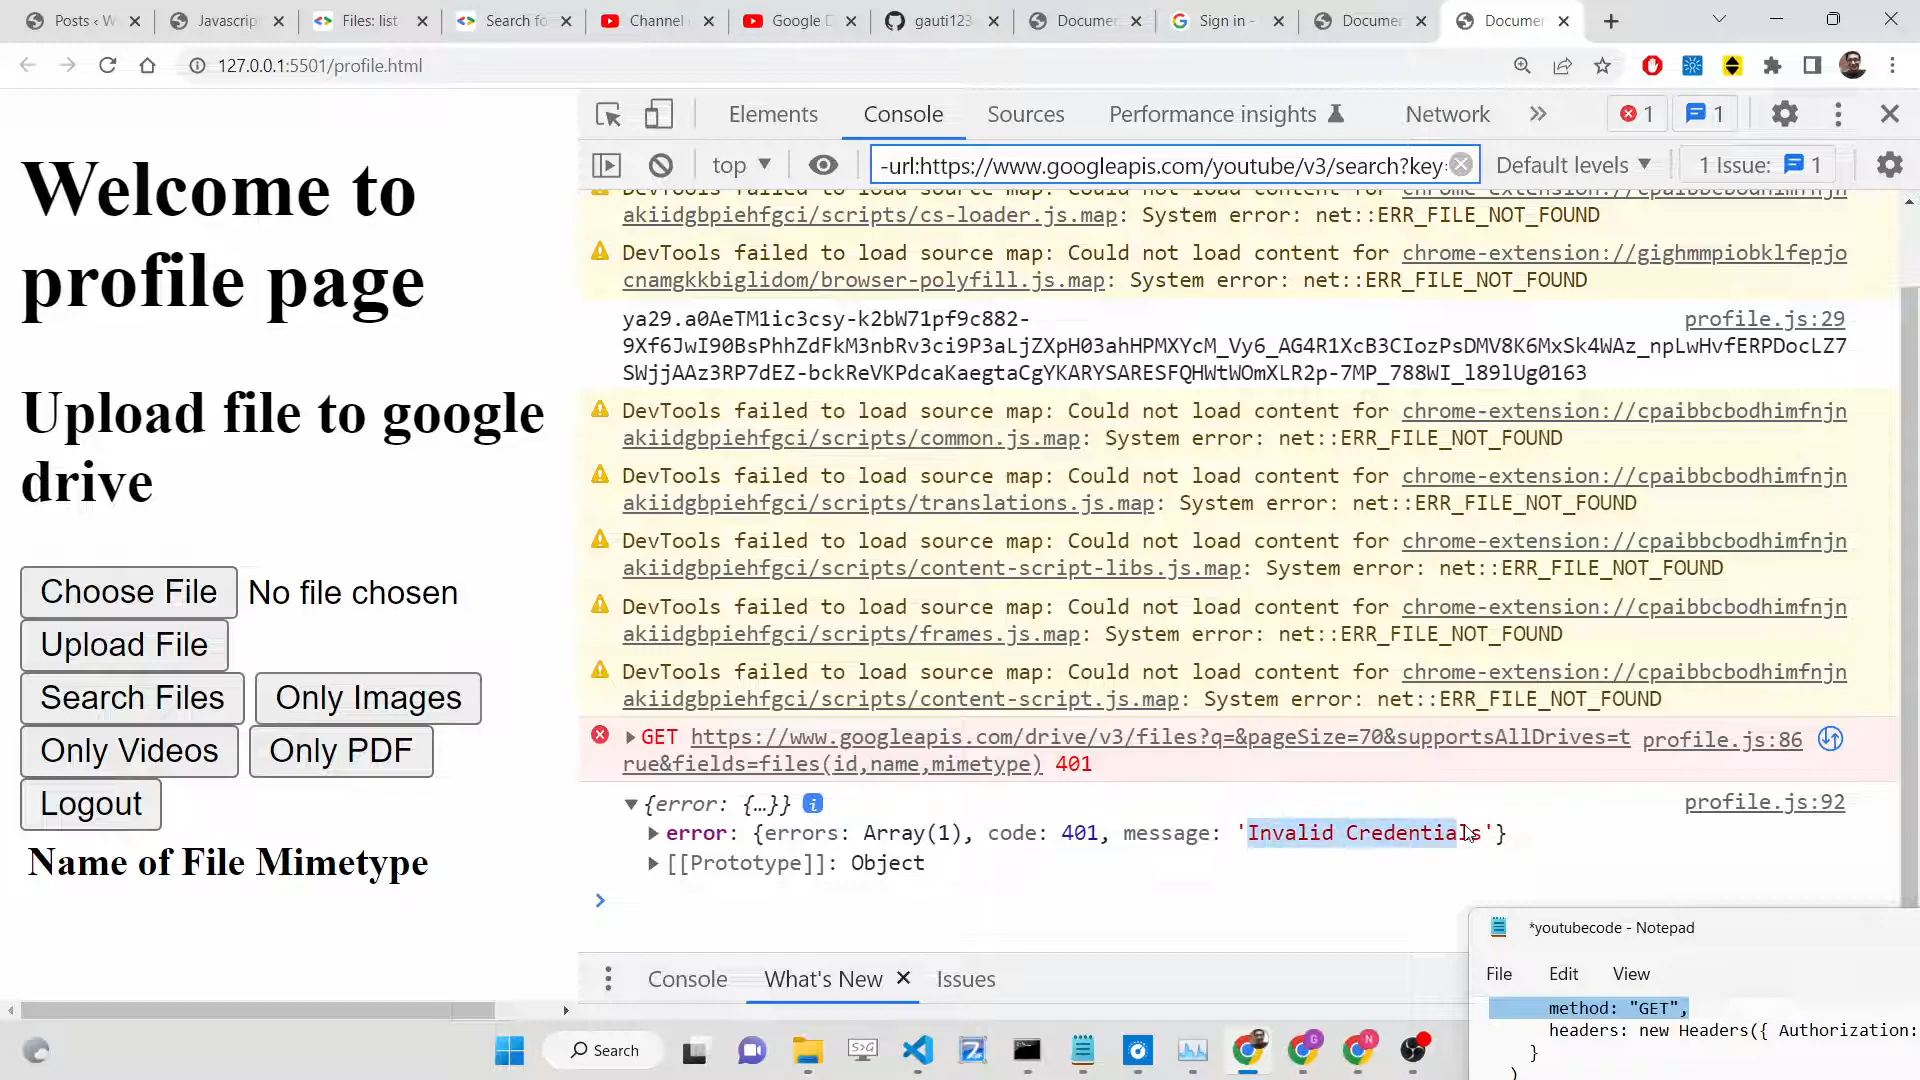 Posts ‹ W
Javascrip
Files: list
Search fo
Channel
Google D
gauti123
Documen
Sign in -
Documen
Documen
127.0.0.1:5501/profile.html
Welcome to
profile page
Upload file to google
drive
Choose File No file chosen
Upload File
Search Files Only Images
Only Videos Only PDF
Logout
Name of File Mimetype
Elements Console Sources Performance insights Network » 1 1
top -url:https://www.googleapis.com/youtube/v3/search?key= Default levels 1 Issue: 1
DevTools failed to load source map: Could not load content for chrome-extension://cpaibbcbodhimfnjn
akiidgbpiehfgci/scripts/cs-loader.js.map: System error: net::ERR_FILE_NOT_FOUND
DevTools failed to load source map: Could not load content for chrome-extension://gighmmpiobklfepjo
cnamgkkbiglidom/browser-polyfill.js.map: System error: net::ERR_FILE_NOT_FOUND
ya29.a0AeTM1ic3csy-k2bW71pf9c882- profile.js:29
9Xf6JwI90BsPhhZdFkM3nbRv3ci9P3aLjZXpH03ahHPMXYcM_Vy6_AG4R1XcB3CIozPsDMV8K6MxSk4WAz_npLwHvfERPDocLZ7
SWjjAAz3RP7dEZ-bckReVKPdcaKaegtaCgYKARYSARESFQHWtWOmXLR2p-7MP_788WI_l89lUg0163
DevTools failed to load source map: Could not load content for chrome-extension://cpaibbcbodhimfnjn
akiidgbpiehfgci/scripts/common.js.map: System error: net::ERR_FILE_NOT_FOUND
DevTools failed to load source map: Could not load content for chrome-extension://cpaibbcbodhimfnjn
akiidgbpiehfgci/scripts/translations.js.map: System error: net::ERR_FILE_NOT_FOUND
DevTools failed to load source map: Could not load content for chrome-extension://cpaibbcbodhimfnjn
akiidgbpiehfgci/scripts/content-script-libs.js.map: System error: net::ERR_FILE_NOT_FOUND
DevTools failed to load source map: Could not load content for chrome-extension://cpaibbcbodhimfnjn
akiidgbpiehfgci/scripts/frames.js.map: System error: net::ERR_FILE_NOT_FOUND
DevTools failed to load source map: Could not load content for chrome-extension://cpaibbcbodhimfnjn
akiidgbpiehfgci/scripts/content-script.js.map: System error: net::ERR_FILE_NOT_FOUND
GET https://www.googleapis.com/drive/v3/files?q=&pageSize=70&supportsAllDrives=t profile.js:86
rue&fields=files(id,name,mimetype) 401
{error: {…}} profile.js:92
error: {errors: Array(1), code: 401, message: 'Invalid Credentials'}
[[Prototype]]: Object
Console What's New Issues
*youtubecode - Notepad
File Edit View
method: "GET",
headers: new Headers({ Authorization:
}
)
Search